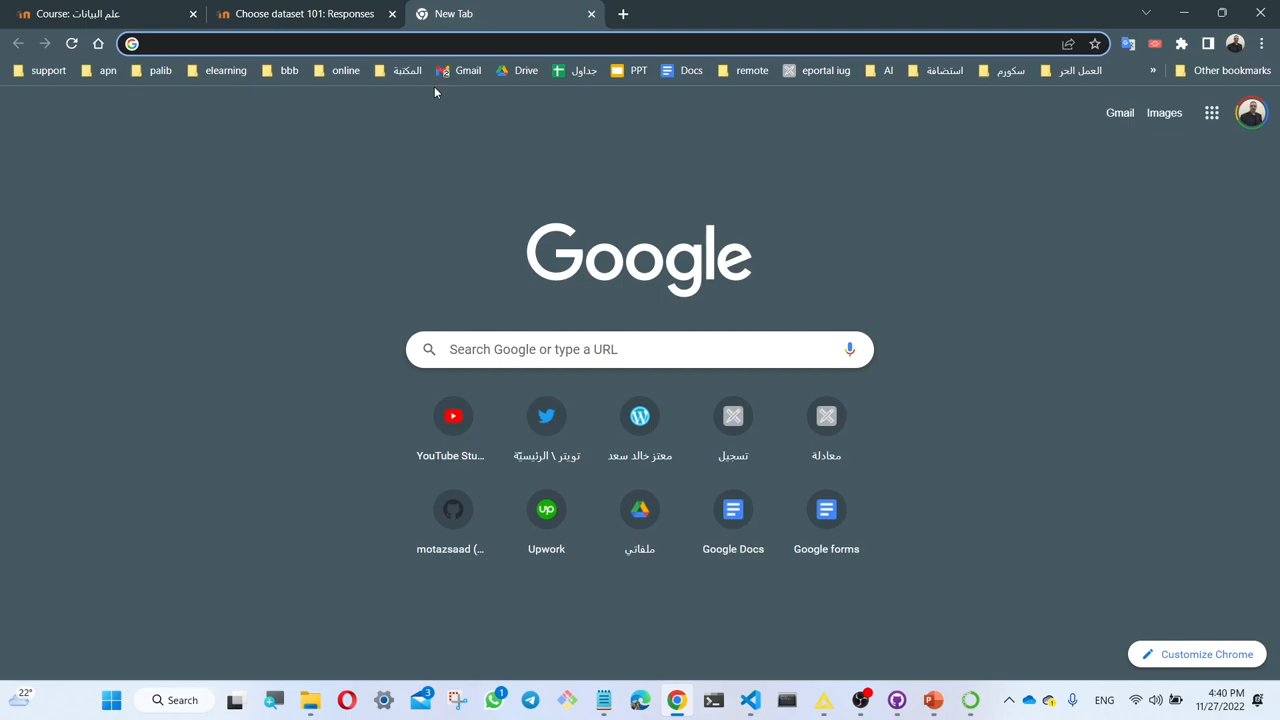 Course: علم البيانات
Choose dataset 101: Responses
New Tab
support
apn
palib
elearning
bbb
online
المكتبة
Gmail
Drive
جداول
PPT
Docs
remote
eportal iug
AI
استضافة
سكورم
العمل الحر
»
Other bookmarks
Gmail
Images
Google
Search Google or type a URL
YouTube Stu...
تويتر \ الرئيسيّة
معتز خالد سعد
تسجيل
معادلة
motazsaad (...
Upwork
ملفاتي
Google Docs
Google forms
Customize Chrome
22°
Search
3
1
ENG
4:40 PM
11/27/2022